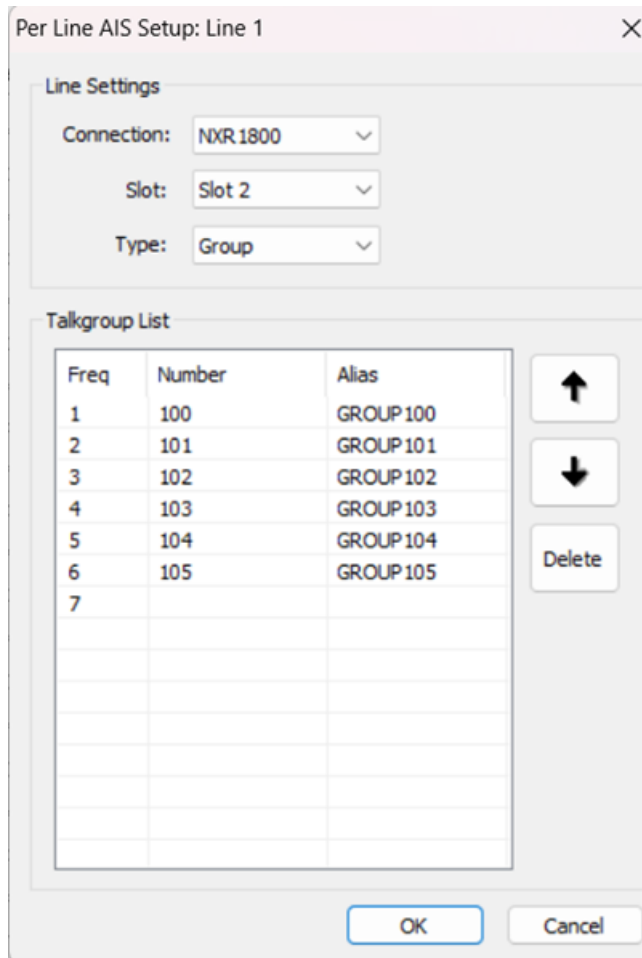 Per Line AIS Setup: Line 1
Line Settings
Connection: NXR1800
Slot: Slot 2
Type: Group
Talkgroup List
Freq Number Alias
1 100 GROUP100
2 101 GROUP101
3 102 GROUP102
4 103 GROUP103
5 104 GROUP104
6 105 GROUP105
7
Delete
OK Cancel